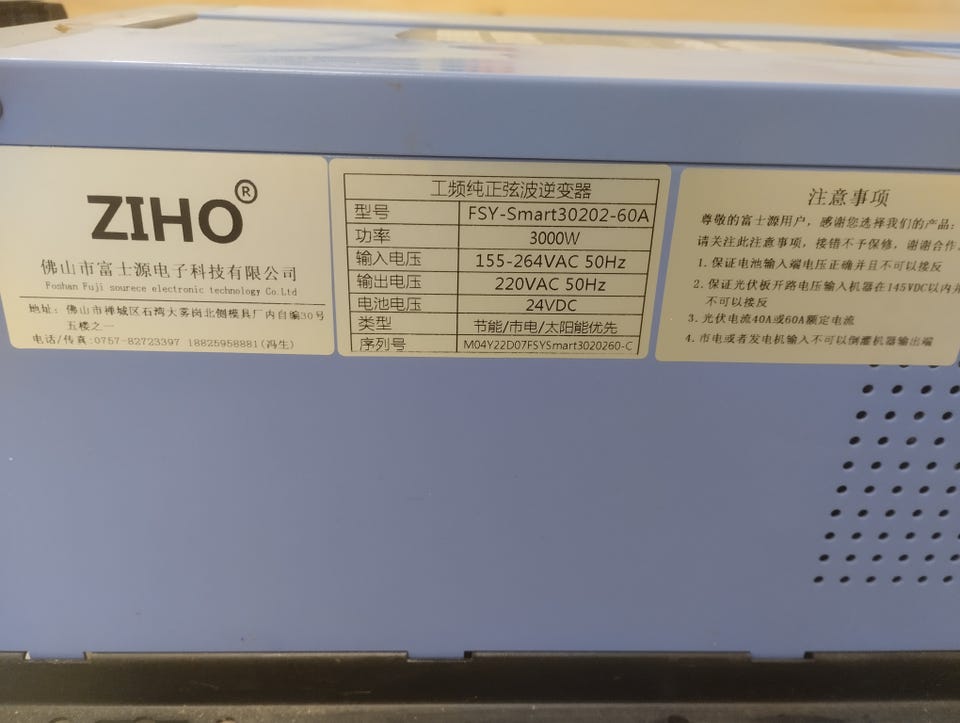 ZIHO®
佛山市富士源电子科技有限公司
Foshan Fuji sourece electronic technology Co.Ltd
地址：佛山市禅城区石湾大雾岗北侧模具厂内自编30号
五楼之一
电话/传真:0757-82723397 18825958881(冯生)
工频纯正弦波逆变器
型号 FSY-Smart30202-60A
功率 3000W
输入电压 155-264VAC 50Hz
输出电压 220VAC 50Hz
电池电压 24VDC
类型 节能/市电/太阳能优先
序列号 M04Y22D07FSYSmart3020260-C
注意事项
尊敬的富士源用户，感谢您选择我们的产品：
请关注此注意事项，接错不予保修，谢谢合作.
1.保证电池输入端电压正确并且不可以接反
2.保证光伏板开路电压输入机器在145VDC以内并
不可以接反
3.光伏电流40A或60A额定电流
4.市电或者发电机输入不可以倒灌机器输出端